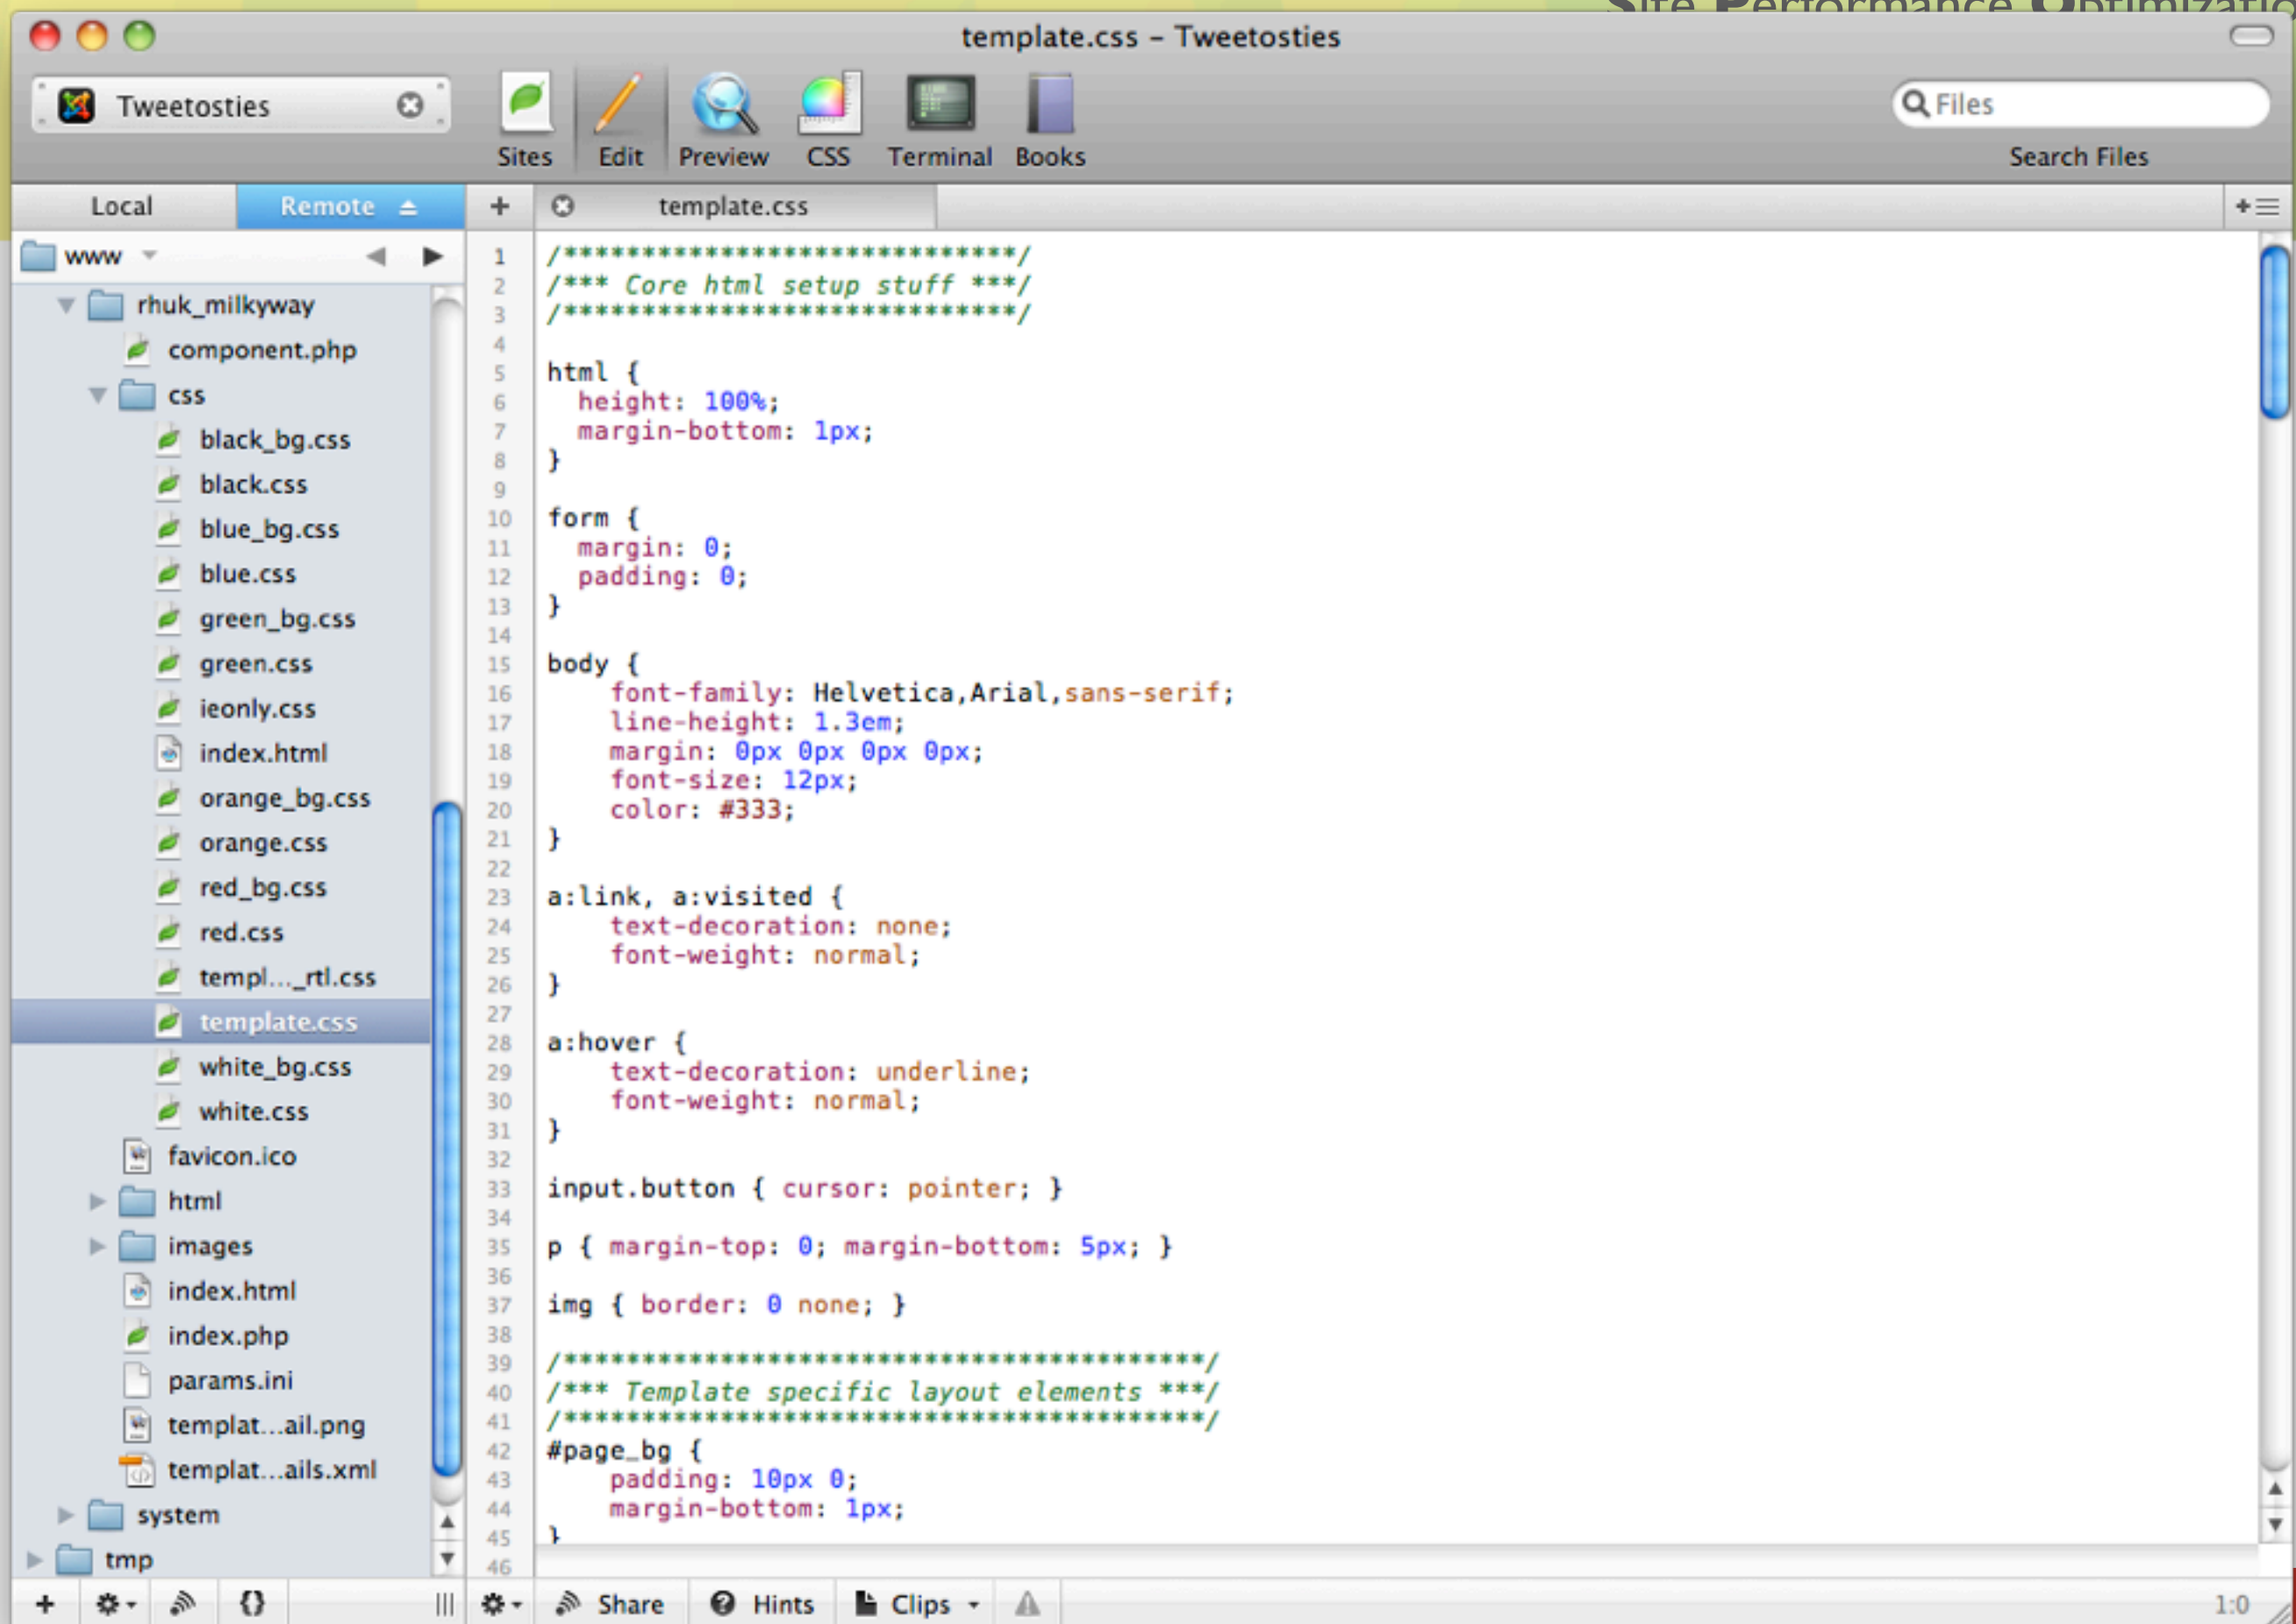 Site Performance Optimizatio
template.css – Tweetosties
Tweetosties
Sites Edit Preview CSS Terminal Books
Files
Search Files
Local Remote
+ template.css
www
rhuk_milkyway
component.php
css
black_bg.css
black.css
blue_bg.css
blue.css
green_bg.css
green.css
ieonly.css
index.html
orange_bg.css
orange.css
red_bg.css
red.css
templ..._rtl.css
template.css
white_bg.css
white.css
favicon.ico
html
images
index.html
index.php
params.ini
templat...ail.png
templat...ails.xml
system
tmp
1 /*****************************/
2 /*** Core html setup stuff ***/
3 /*****************************/
4
5 html {
6   height: 100%;
7   margin-bottom: 1px;
8 }
9
10 form {
11   margin: 0;
12   padding: 0;
13 }
14
15 body {
16     font-family: Helvetica,Arial,sans-serif;
17     line-height: 1.3em;
18     margin: 0px 0px 0px 0px;
19     font-size: 12px;
20     color: #333;
21 }
22
23 a:link, a:visited {
24     text-decoration: none;
25     font-weight: normal;
26 }
27
28 a:hover {
29     text-decoration: underline;
30     font-weight: normal;
31 }
32
33 input.button { cursor: pointer; }
34
35 p { margin-top: 0; margin-bottom: 5px; }
36
37 img { border: 0 none; }
38
39 /*****************************************/
40 /*** Template specific layout elements ***/
41 /*****************************************/
42 #page_bg {
43     padding: 10px 0;
44     margin-bottom: 1px;
45 }
46
+ {} Share Hints Clips 1:0